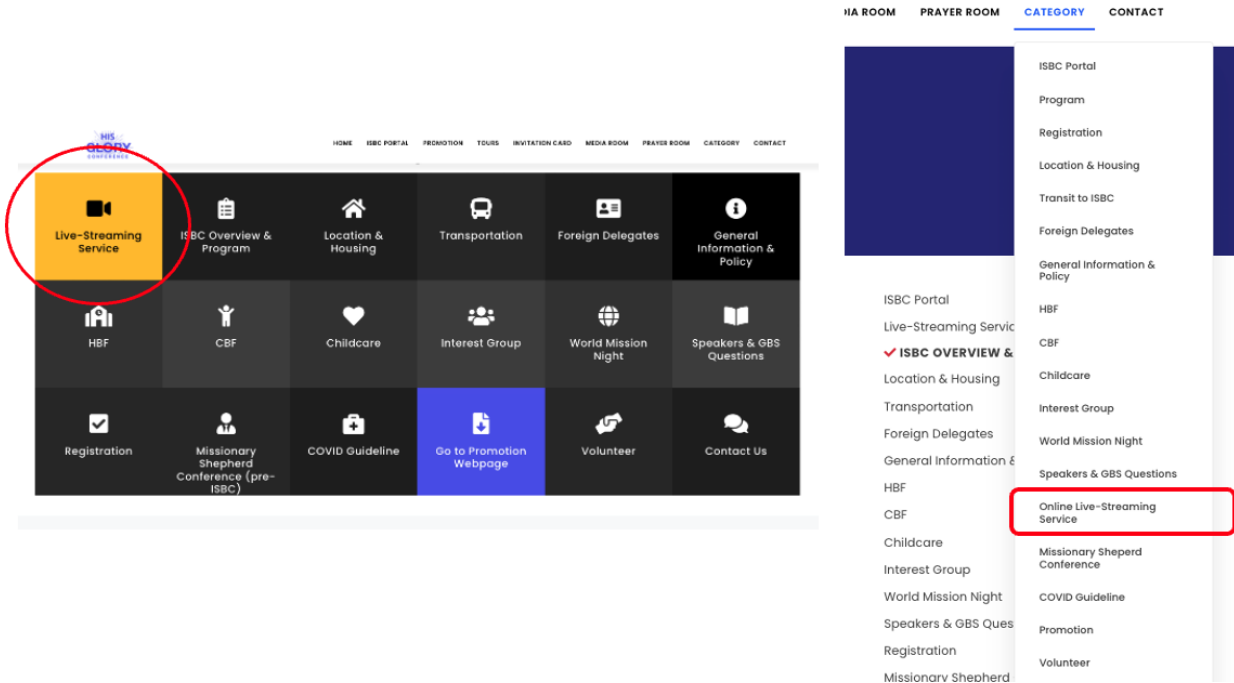 HIS
GLORY
CONFERENCE
HOME ISBC PORTAL PROMOTION TOURS INVITATION CARD MEDIA ROOM PRAYER ROOM CATEGORY CONTACT
Live-Streaming
Service
ISBC Overview &
Program
Location &
Housing
Transportation
Foreign Delegates
General
Information &
Policy
HBF
CBF
Childcare
Interest Group
World Mission
Night
Speakers & GBS
Questions
Registration
Missionary
Shepherd
Conference (pre-
ISBC)
COVID Guideline
Go to Promotion
Webpage
Volunteer
Contact Us
DIA ROOM PRAYER ROOM CATEGORY CONTACT
ISBC Portal
Program
Registration
Location & Housing
Transit to ISBC
Foreign Delegates
General Information &
Policy
HBF
CBF
Childcare
Interest Group
World Mission Night
Speakers & GBS Questions
Online Live-Streaming
Service
Missionary Sheperd
Conference
COVID Guideline
Promotion
Volunteer
ISBC Portal
Live-Streaming Servic
ISBC OVERVIEW &
Location & Housing
Transportation
Foreign Delegates
General Information &
HBF
CBF
Childcare
Interest Group
World Mission Night
Speakers & GBS Ques
Registration
Missionary Shepherd